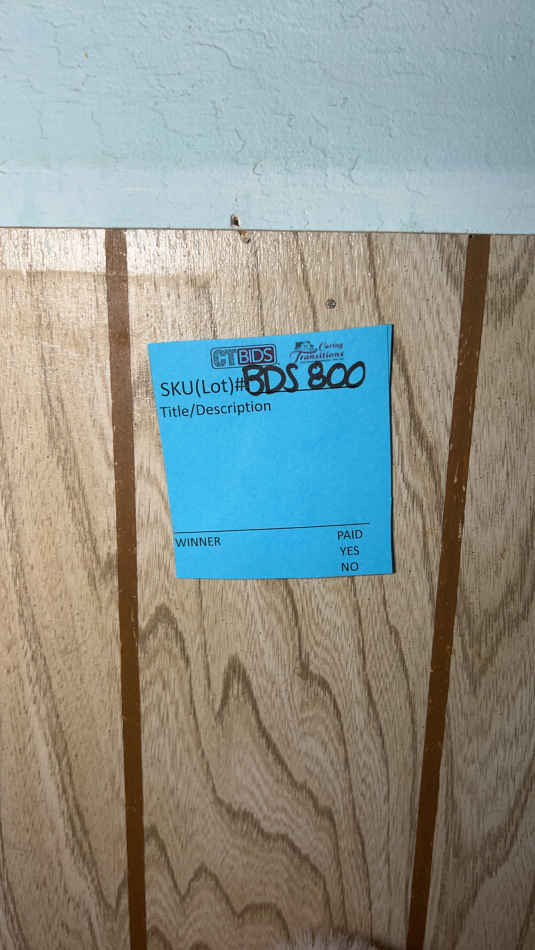 CTBIDS Caring Transitions
SKU(Lot)#BDS 800
Title/Description
WINNER PAID
YES
NO